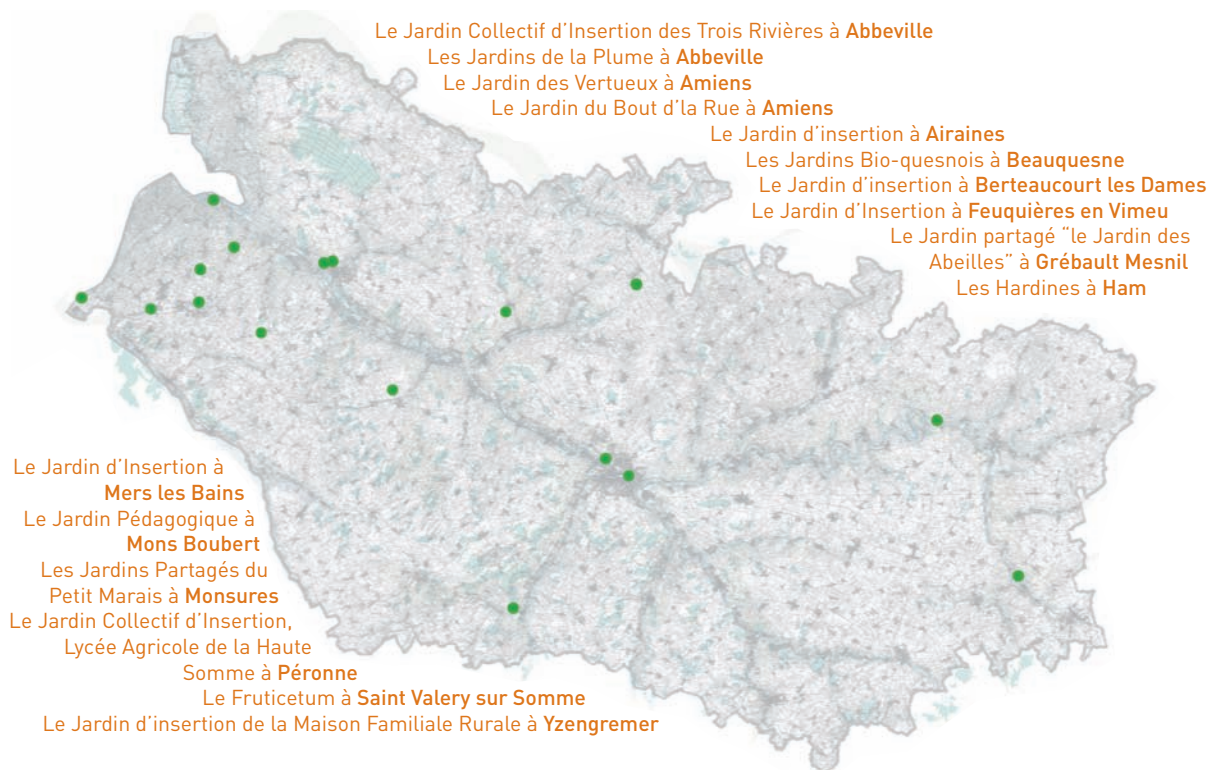 Le Jardin Collectif d’Insertion des Trois Rivières à Abbeville
Les Jardins de la Plume à Abbeville
Le Jardin des Vertueux à Amiens
Le Jardin du Bout d’la Rue à Amiens
Le Jardin d’insertion à Airaines
Les Jardins Bio-quesnois à Beauquesne
Le Jardin d’insertion à Berteaucourt les Dames
Le Jardin d’Insertion à Feuquières en Vimeu
Le Jardin partagé “le Jardin des
Abeilles” à Grébault Mesnil
Les Hardines à Ham
Le Jardin d’Insertion à
Mers les Bains
Le Jardin Pédagogique à
Mons Boubert
Les Jardins Partagés du
Petit Marais à Monsures
Le Jardin Collectif d’Insertion,
Lycée Agricole de la Haute
Somme à Péronne
Le Fruticetum à Saint Valery sur Somme
Le Jardin d’insertion de la Maison Familiale Rurale à Yzengremer